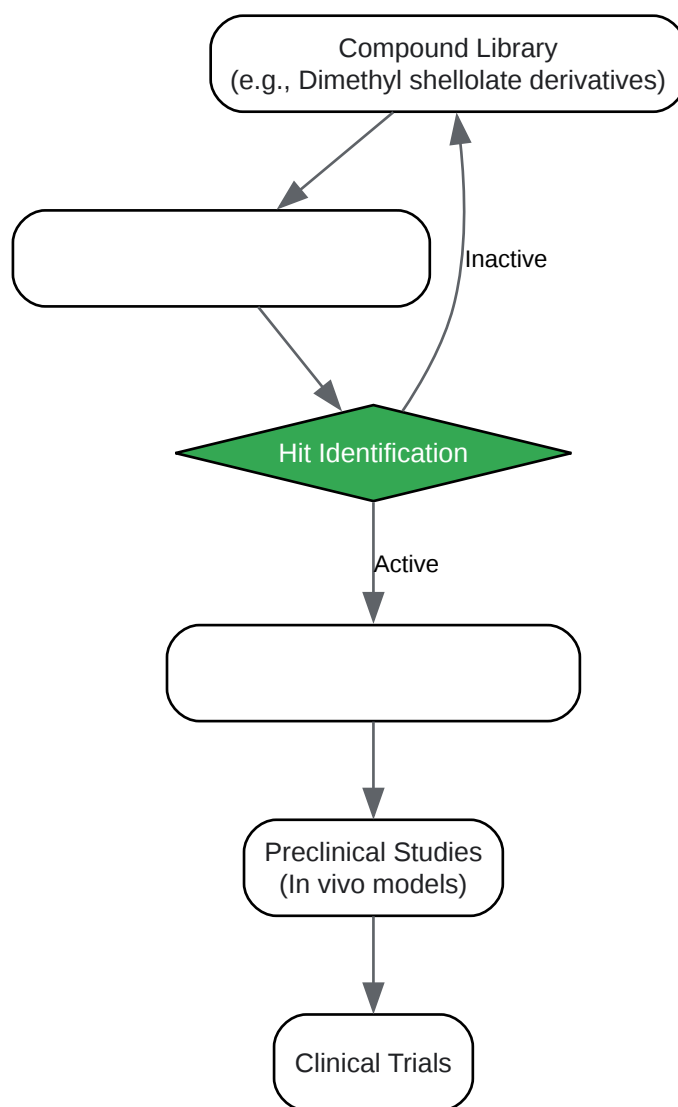 Compound Library
(e.g., Dimethyl shellolate derivatives)
Inactive
Hit Identification
Active
Preclinical Studies
(In vivo models)
Clinical Trials